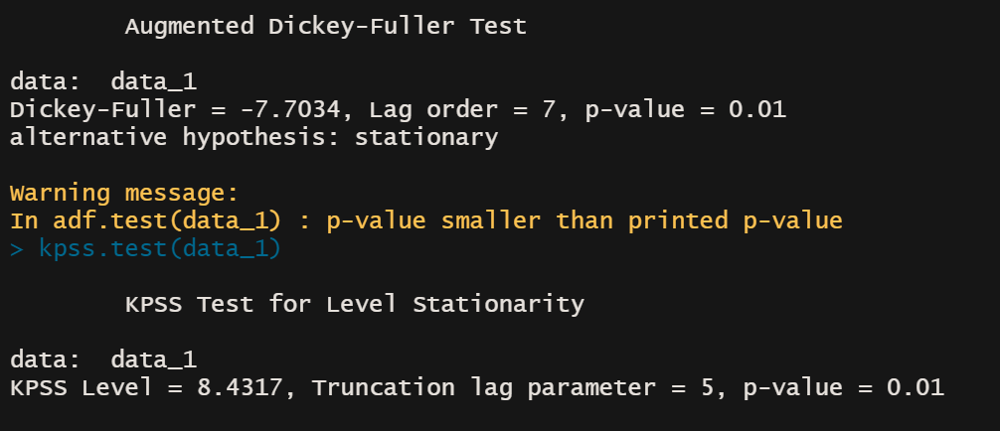 Augmented Dickey-Fuller Test
data:  data_1
Dickey-Fuller = -7.7034, Lag order = 7, p-value = 0.01
alternative hypothesis: stationary
Warning message:
In adf.test(data_1) : p-value smaller than printed p-value
> kpss.test(data_1)
KPSS Test for Level Stationarity
data:  data_1
KPSS Level = 8.4317, Truncation lag parameter = 5, p-value = 0.01